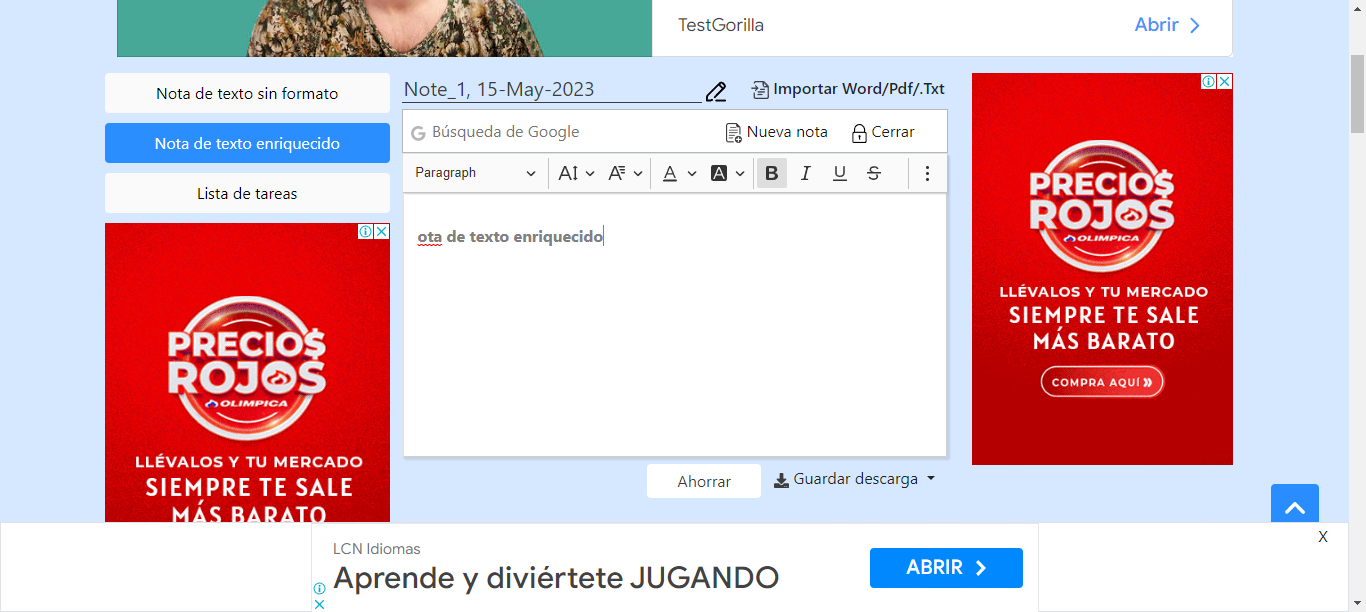 TestGorilla
Abrir
Nota de texto sin formato
Nota de texto enriquecido
Lista de tareas
Note_1, 15-May-2023
Importar Word/Pdf/.Txt
G Búsqueda de Google
Nueva nota
Cerrar
Paragraph
A
A
A
A
B
I
U
S
ota de texto enriquecido
Ahorrar
Guardar descarga
PRECIO$
ROJOS
OLIMPICA
LLÉVALOS Y TU MERCADO
SIEMPRE TE SALE
MÁS BARATO
PRECIO$
ROJOS
OLIMPICA
LLÉVALOS Y TU MERCADO
SIEMPRE TE SALE
MÁS BARATO
COMPRA AQUÍ
LCN Idiomas
Aprende y diviértete JUGANDO
ABRIR
X